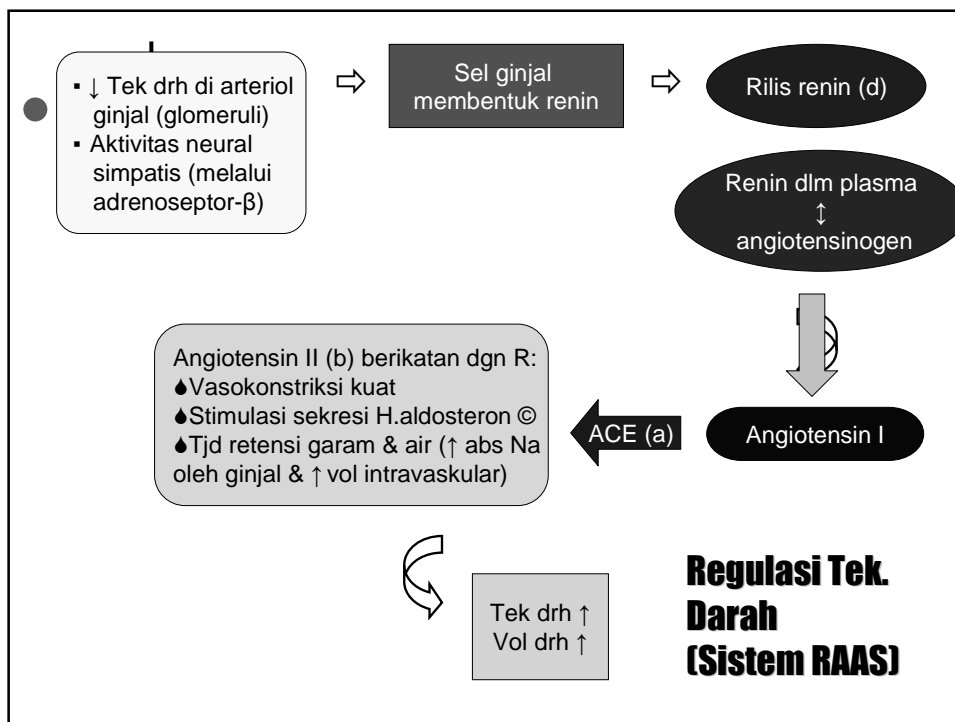 ▪ ↓ Tek drh di arteriol
ginjal (glomeruli)
▪ Aktivitas neural
simpatis (melalui
adrenoseptor-β)
Sel ginjal
membentuk renin
Rilis renin (d)
Renin dlm plasma
↕
angiotensinogen
Angiotensin I
ACE (a)
Angiotensin II (b) berikatan dgn R:
Vasokonstriksi kuat
Stimulasi sekresi H.aldosteron ©
Tjd retensi garam & air (↑ abs Na
oleh ginjal & ↑ vol intravaskular)
Tek drh ↑
Vol drh ↑
Regulasi Tek.
Darah
(Sistem RAAS)